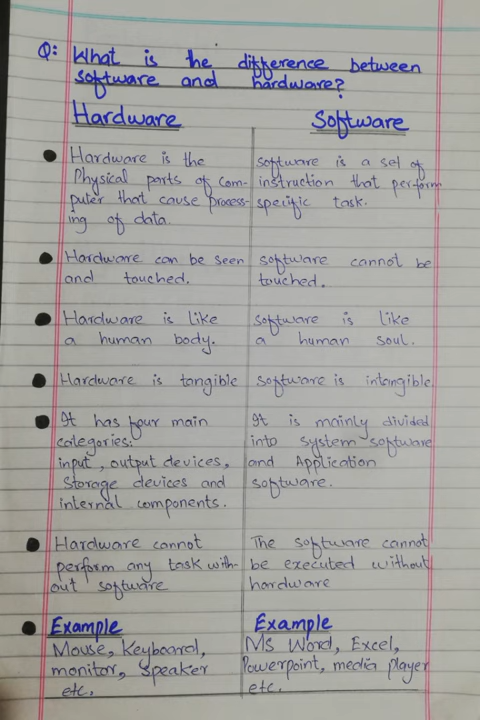 Q: What is the difference between
software and hardware?
Hardware
Hardware is the
Physical parts of com-
puter that cause process-
ing of data.
Hardware can be seen
and touched.
Hardware is like
a human body.
Hardware is tangible
It has four main
categories:
input, output devices,
Storage devices and
internal components.
Hardware cannot
perform any task with-
out software
Example
Mouse, Keyboard,
monitor, Speaker
etc,
Software
software is a set of
instruction that perform
specific task.
software cannot be
touched.
software is like
a human soul.
software is intangible
It is mainly divided
into System software
and Application
software.
The software cannot
be executed without
hardware
Example
Ms Word, Excel,
Powerpoint, media player
etc.